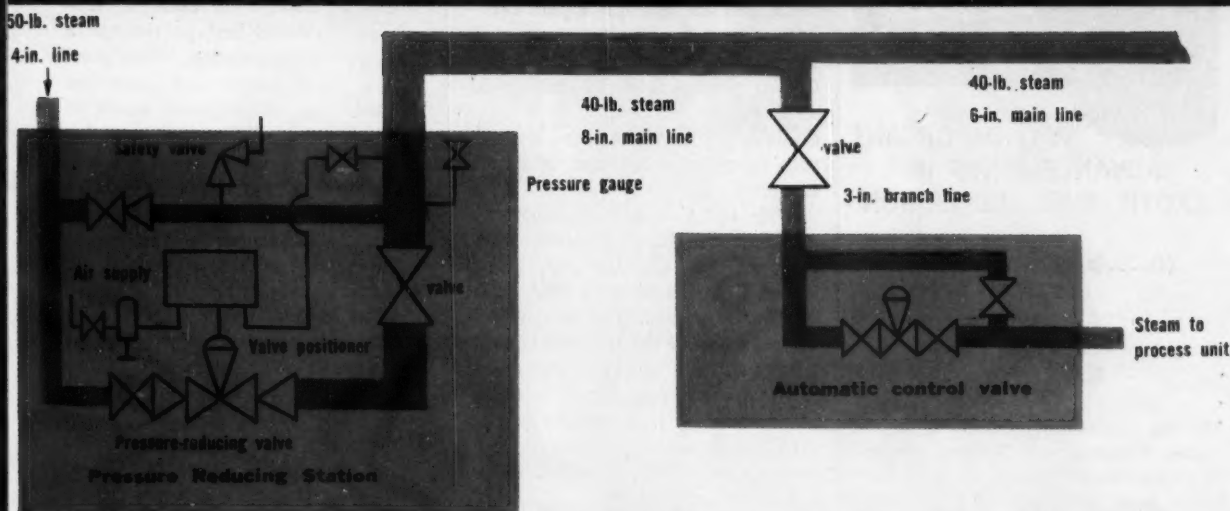 50-lb. steam
4-in. line
Safety valve
Air supply
Valve positioner
valve
Pressure-reducing valve
Pressure Reducing Station
Pressure gauge
40-lb. steam
8-in. main line
valve
3-in. branch line
40-lb. steam
6-in. main line
Automatic control valve
Steam to
process unit